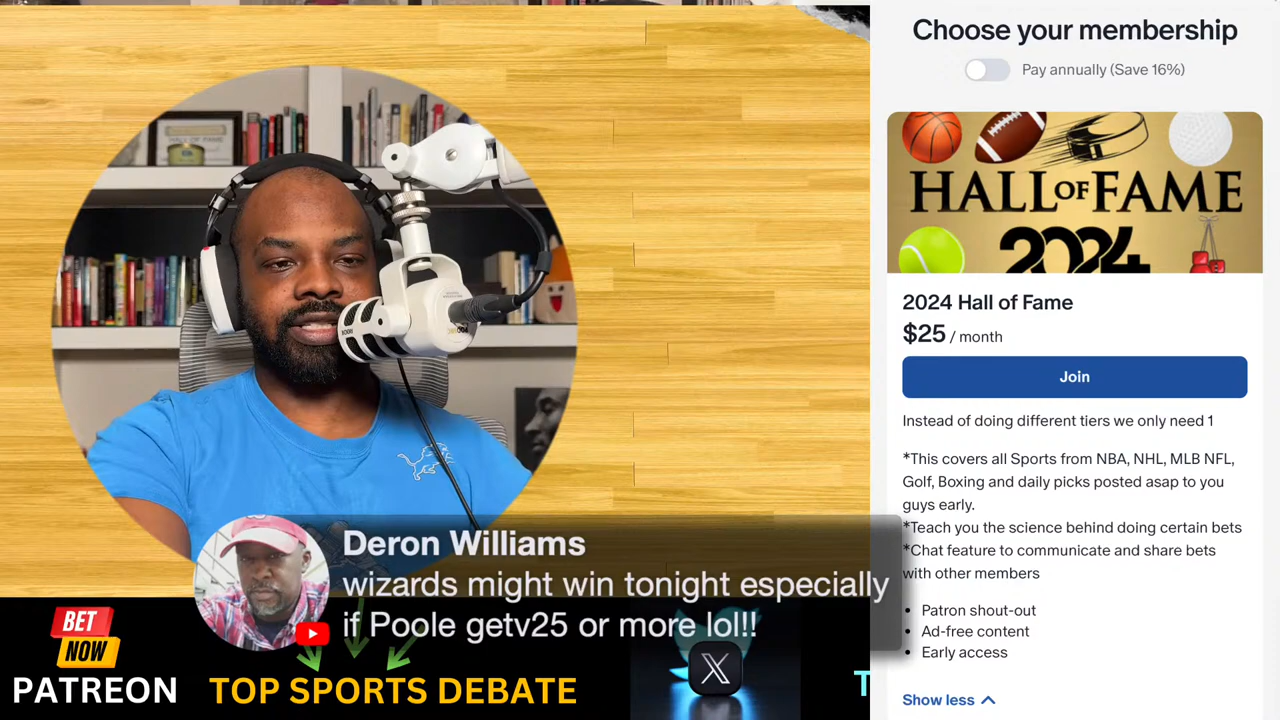 Choose your membership
Pay annually (Save 16%)
HALL OF FAME
2024
2024 Hall of Fame
$25 / month
Join
Instead of doing different tiers we only need 1
*This covers all Sports from NBA, NHL, MLB NFL,
Golf, Boxing and daily picks posted asap to you
guys early.
*Teach you the science behind doing certain bets
*Chat feature to communicate and share bets
with other members
• Patron shout-out
• Ad-free content
• Early access
Show less
HALL OF FAME
Deron Williams
wizards might win tonight especially
if Poole getv25 or more lol!!
BET
NOW
PATREON
TOP SPORTS DEBATE
X
T